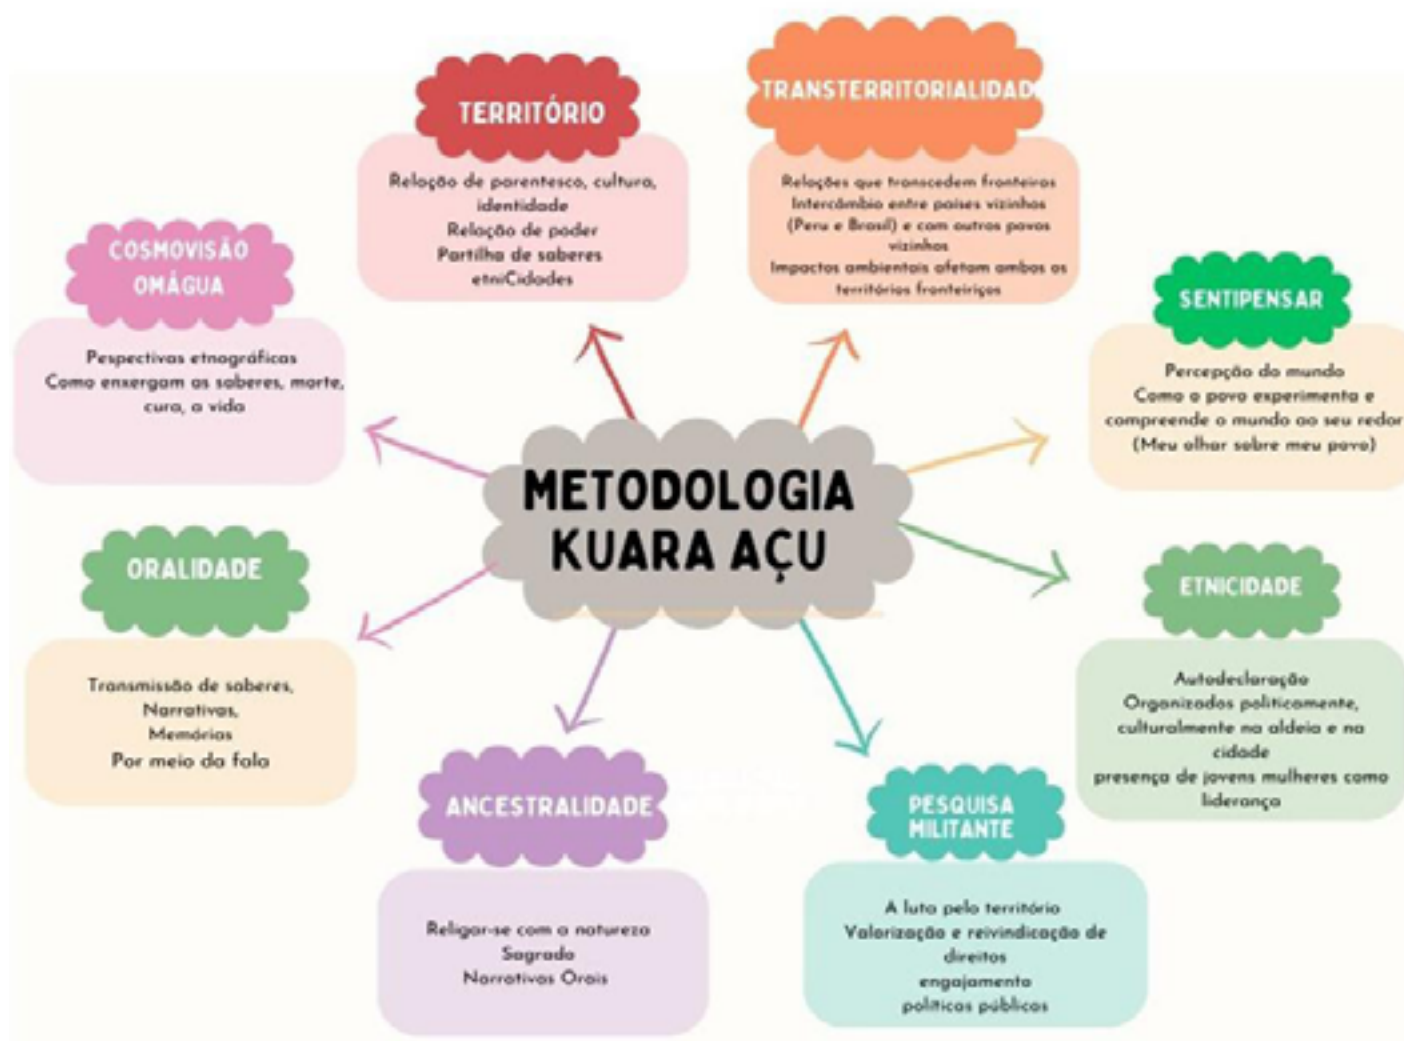 TERRITÓRIO
Relação de parentesco, cultura,
identidade
Relação de poder
Partilha de saberes
etniCidades
TRANSTERRITORIALIDAD
Relações que transcedem fronteiras
Intercâmbio entre países vizinhos
(Peru e Brasil) e com outros povos
vizinhos
Impactos ambientais afetam ambos os
territórios fronteiriços
COSMOVISÃO
OMÁGUA
Pespectivas etnográficas
Como enxergam os saberes, morte,
cura, a vida
SENTIPENSAR
Percepção do mundo
Como o povo experimenta e
compreende o mundo ao seu redor
(Meu olhar sobre meu povo)
METODOLOGIA
KUARA AÇU
ORALIDADE
Transmissão de saberes,
Narrativas,
Memórias
Por meio da fala
ETNICIDADE
Autodeclaração
Organizados politicamente,
culturalmente na aldeia e na
cidade
presença de jovens mulheres como
liderança
ANCESTRALIDADE
Religar-se com a natureza
Sagrado
Narrativas Orais
PESQUISA
MILITANTE
A luta pelo território
Valorização e reivindicação de
direitos
engajamento
políticas públicas